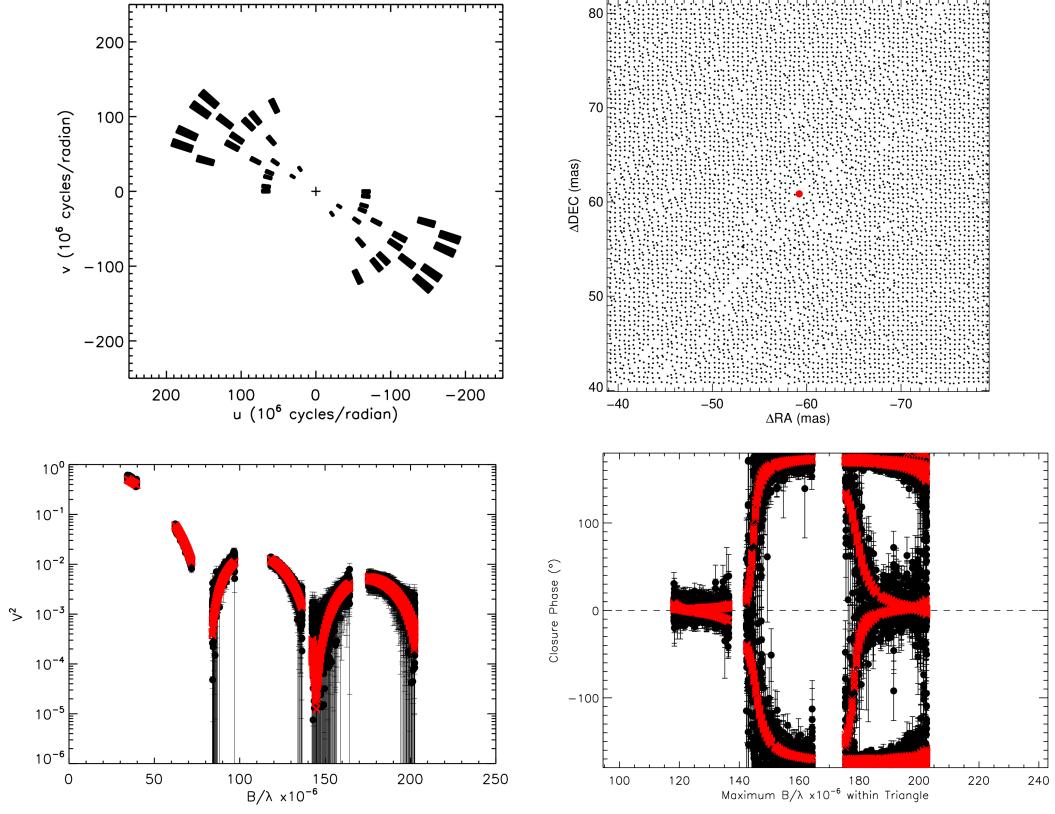 200
100
0
−100
−200
v (10⁶ cycles/radian)
200 100 0 −100 −200
u (10⁶ cycles/radian)
80
70
60
50
40
ΔDEC (mas)
−40 −50 −60 −70
ΔRA (mas)
10⁰
10⁻¹
10⁻²
10⁻³
10⁻⁴
10⁻⁵
10⁻⁶
V²
0 50 100 150 200 250
B/λ x10⁻⁶
100
0
−100
Closure Phase (°)
100 120 140 160 180 200 220 240
Maximum B/λ x10⁻⁶ within Triangle